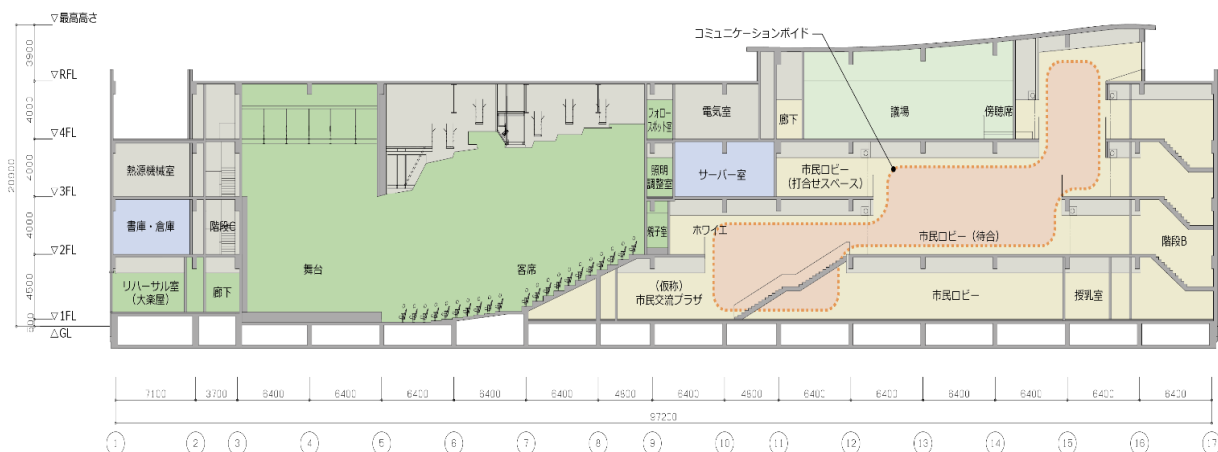 ▽最高高さ
コミュニケーションボイド
3900
▽RFL
4000
フォロー
スポット室
電気室
廊下
議場
傍聴席
▽4FL
4000
熱源機械室
照明
調整室
サーバー室
市民ロビー
（打合せスペース）
▽3FL
4000
書庫・倉庫
階段C
親子室
ホワイエ
市民ロビー（待合）
階段B
▽2FL
舞台
客席
4500
リハーサル室
（大楽屋）
廊下
（仮称）
市民交流プラザ
市民ロビー
授乳室
▽1FL
△GL
7100 3700 6400 6400 6400 6400 6400 4800 6400 4800 6400 6400 6400 6400 6400 6400
97200
1 2 3 4 5 6 7 8 9 10 11 12 13 14 15 16 17